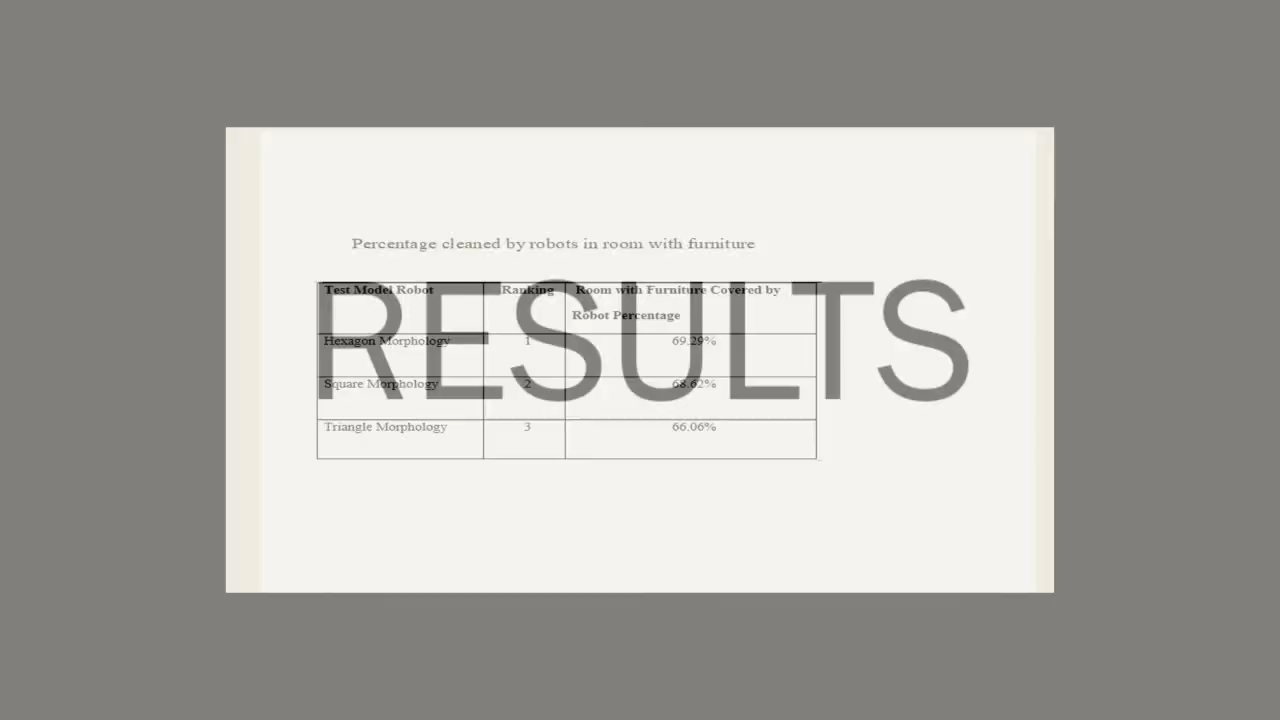 Percentage cleaned by robots in room with furniture
RESULTS
Test Model Robot Ranking Room with Furniture Covered by
Robot Percentage
Hexagon Morphology 1 69.29%
Square Morphology 2 68.62%
Triangle Morphology 3 66.06%